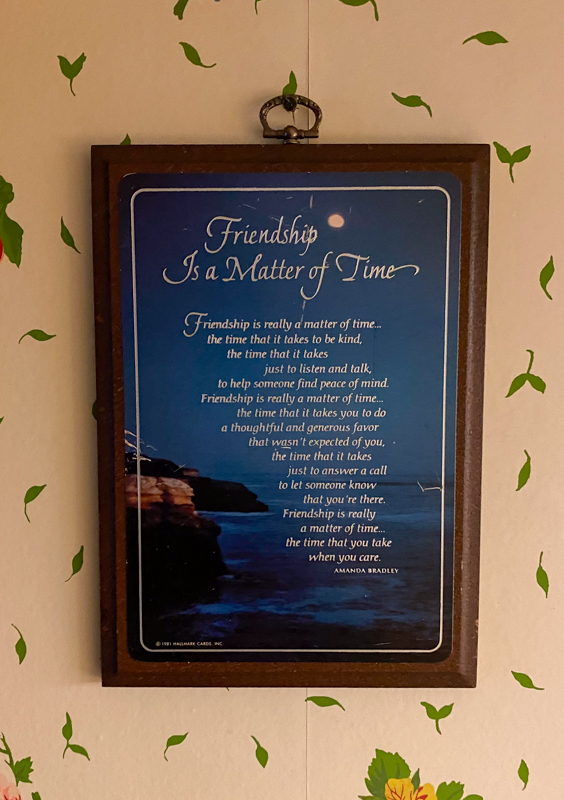 Friendship
Is a Matter of Time
Friendship is really a matter of time...
the time that it takes to be kind,
the time that it takes
just to listen and talk,
to help someone find peace of mind.
Friendship is really a matter of time...
the time that it takes you to do
a thoughtful and generous favor
that wasn't expected of you,
the time that it takes
just to answer a call
to let someone know
that you're there.
Friendship is really
a matter of time...
the time that you take
when you care.
AMANDA BRADLEY
© 1981 HALLMARK CARDS, INC.